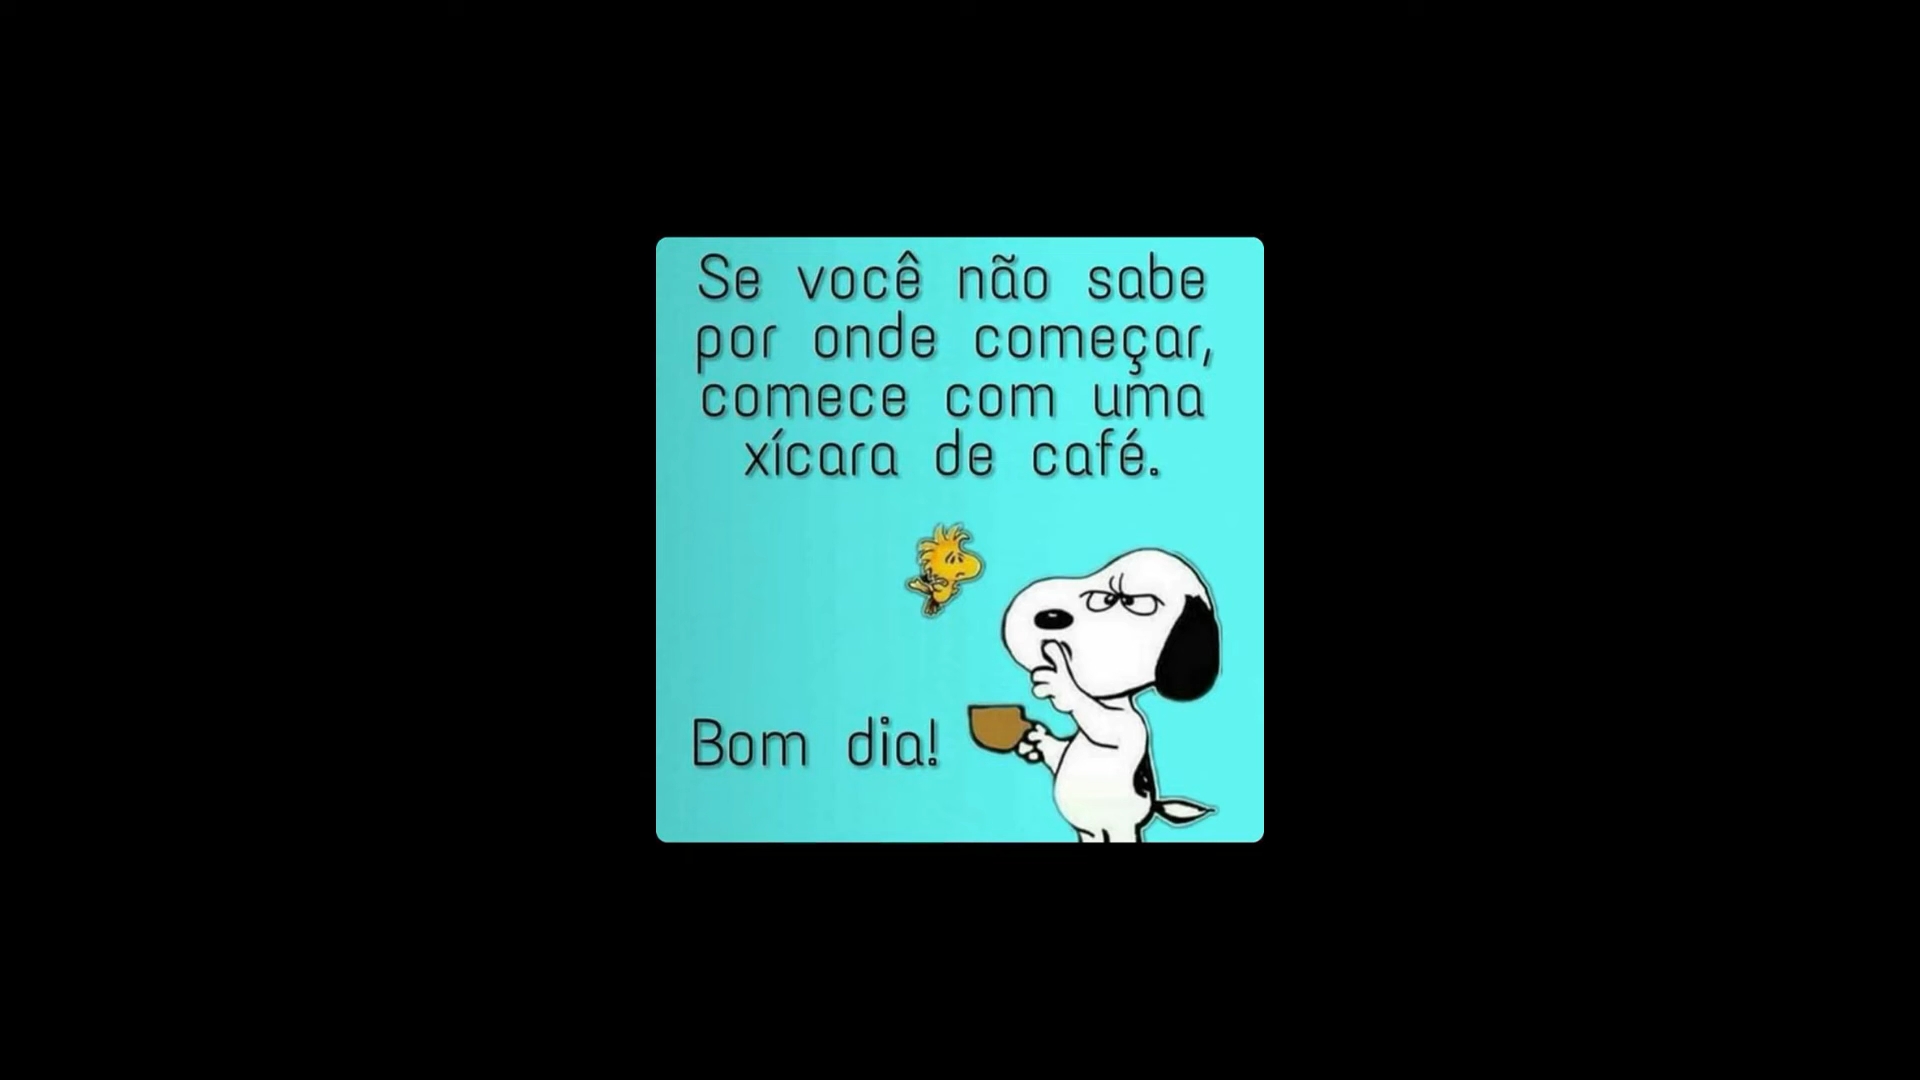 Se você não sabe
por onde começar,
comece com uma
xícara de café.
Bom dia!